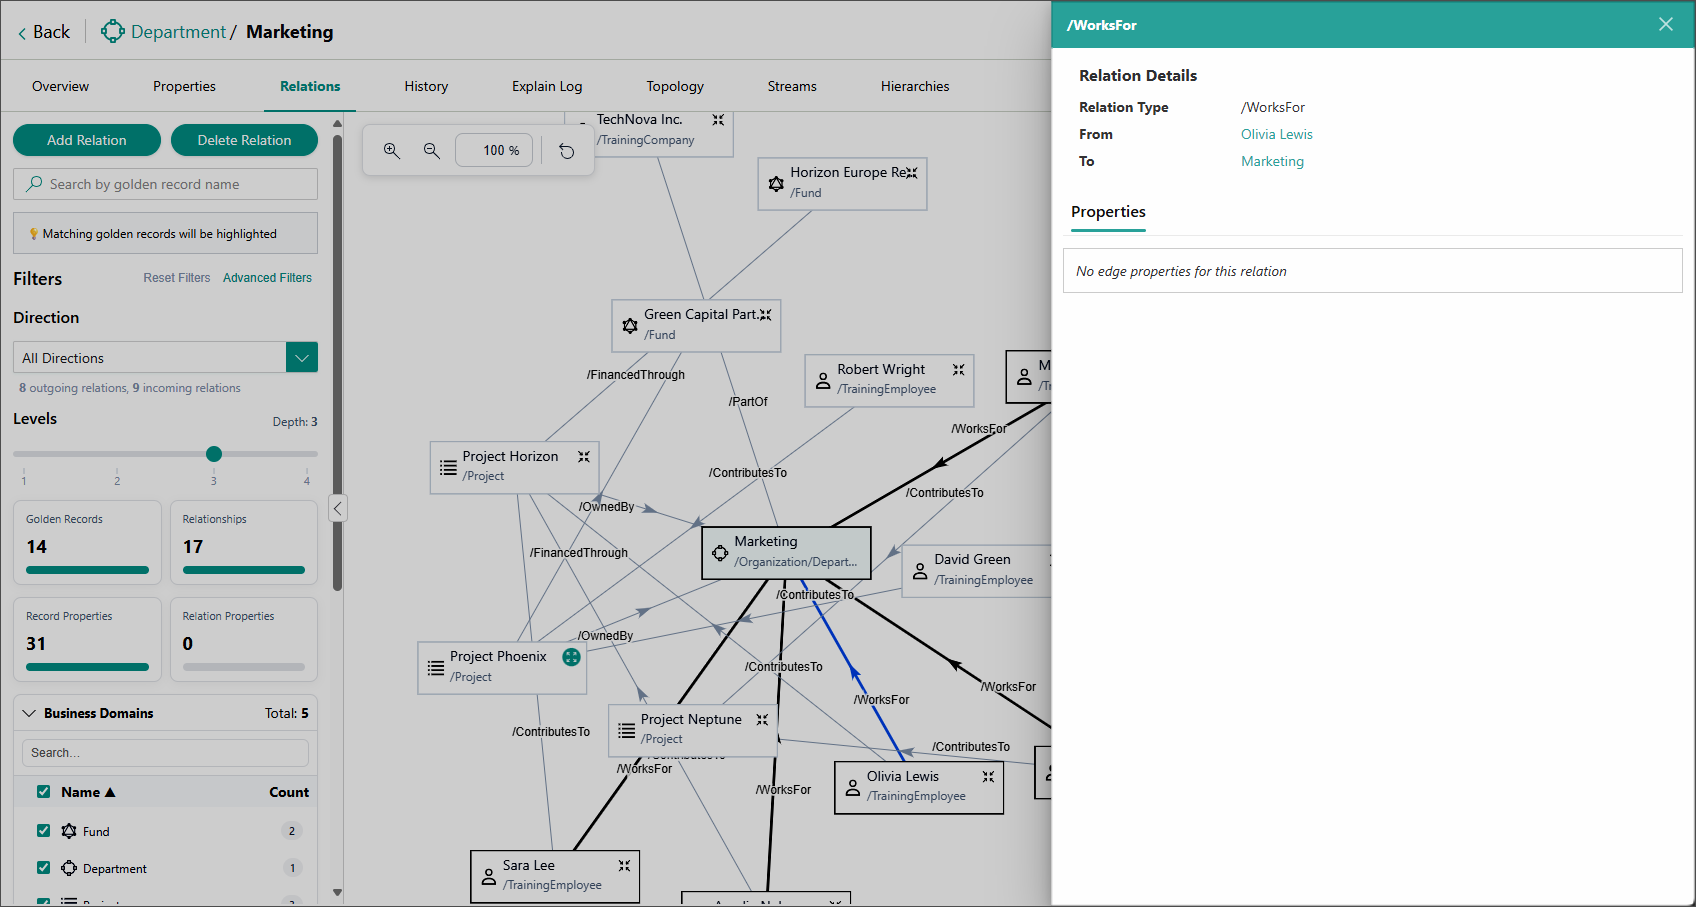 Back
Department / Marketing
Overview
Properties
Relations
History
Explain Log
Topology
Streams
Hierarchies
Add Relation
Delete Relation
Search by golden record name
Matching golden records will be highlighted
Filters
Reset Filters
Advanced Filters
Direction
All Directions
8 outgoing relations, 9 incoming relations
Levels
Depth: 3
1
2
3
4
Golden Records
14
Relationships
17
Record Properties
31
Relation Properties
0
Business Domains
Total: 5
Search...
Name
Count
Fund
2
Department
1
100 %
TechNova Inc.
/TrainingCompany
Horizon Europe Re
/Fund
Green Capital Part...
/Fund
/FinancedThrough
/PartOf
Robert Wright
/TrainingEmployee
/WorksFor
Project Horizon
/Project
/ContributesTo
/ContributesTo
/OwnedBy
Marketing
/Organization/Depart...
/FinancedThrough
David Green
/TrainingEmployee
/ContributesTo
/OwnedBy
Project Phoenix
/Project
/ContributesTo
/WorksFor
/WorksFor
Project Neptune
/Project
/ContributesTo
/ContributesTo
/ContributesTo
/WorksFor
/WorksFor
Olivia Lewis
/TrainingEmployee
Sara Lee
/TrainingEmployee
/WorksFor
Relation Details
Relation Type
/WorksFor
From
Olivia Lewis
To
Marketing
Properties
No edge properties for this relation